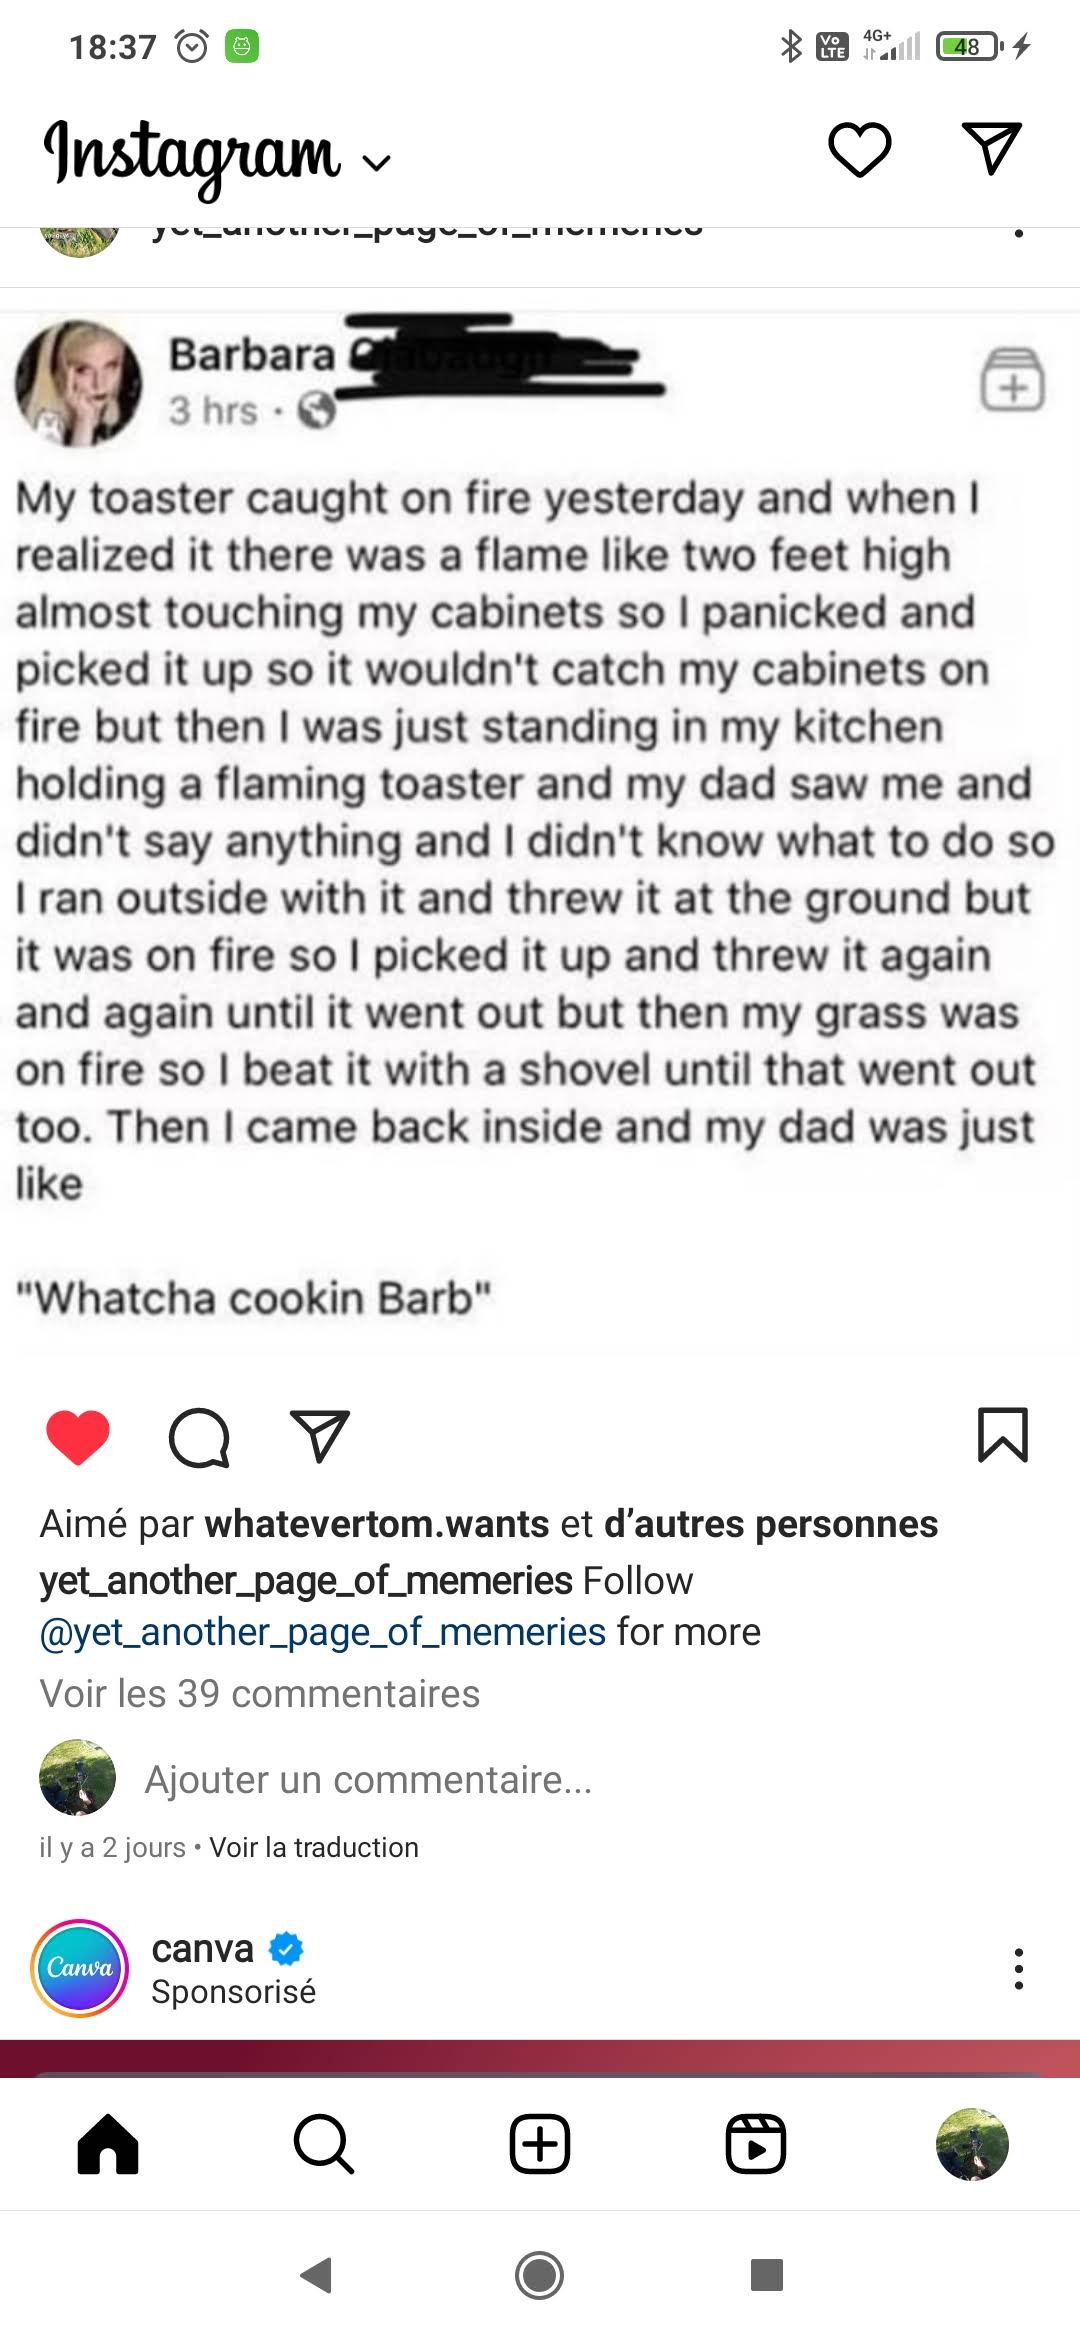 18:37
Vo LTE
4G+
48
Instagram
yet_another_page_of_memeries
Barbara
3 hrs ·
My toaster caught on fire yesterday and when I
realized it there was a flame like two feet high
almost touching my cabinets so I panicked and
picked it up so it wouldn't catch my cabinets on
fire but then I was just standing in my kitchen
holding a flaming toaster and my dad saw me and
didn't say anything and I didn't know what to do so
I ran outside with it and threw it at the ground but
it was on fire so I picked it up and threw it again
and again until it went out but then my grass was
on fire so I beat it with a shovel until that went out
too. Then I came back inside and my dad was just
like
"Whatcha cookin Barb"
Aimé par whatevertom.wants et d’autres personnes
yet_another_page_of_memeries Follow
@yet_another_page_of_memeries for more
Voir les 39 commentaires
Ajouter un commentaire...
il y a 2 jours • Voir la traduction
Canva
canva
Sponsorisé